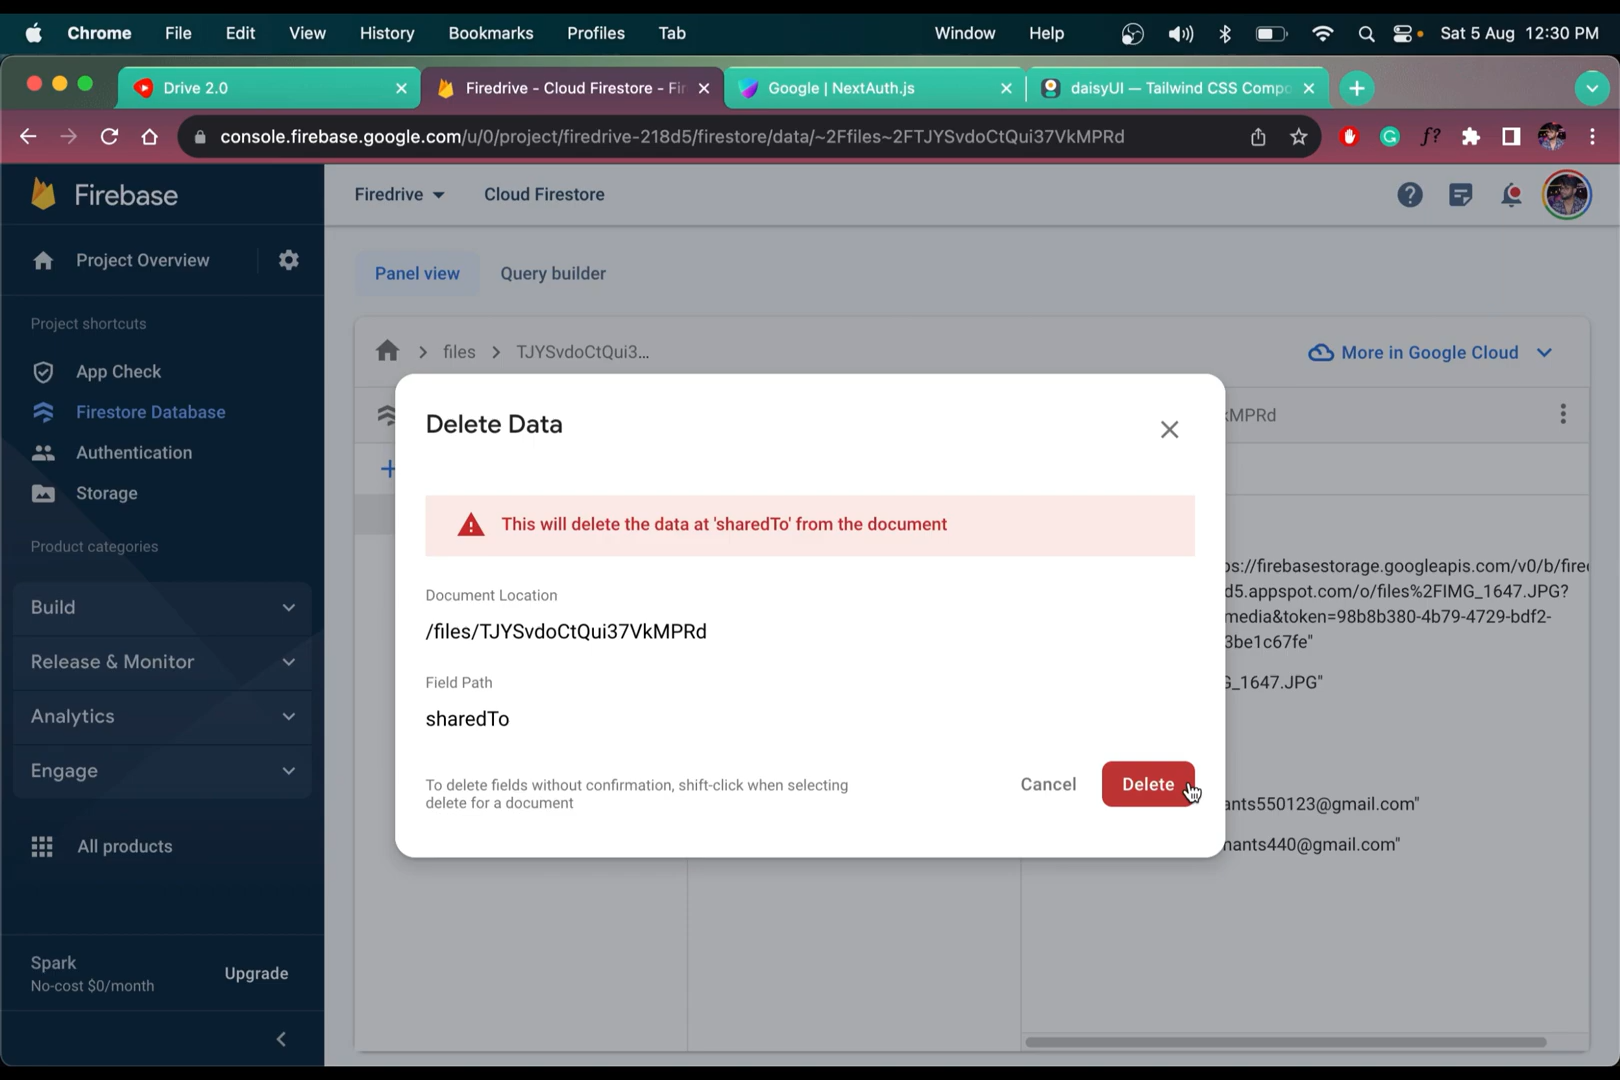 Chrome File Edit View History Bookmarks Profiles Tab Window Help Sat 5 Aug 12:30 PM
Drive 2.0
Firedrive - Cloud Firestore - Fir
Google | NextAuth.js
daisyUI — Tailwind CSS Compo
console.firebase.google.com/u/0/project/firedrive-218d5/firestore/data/~2Ffiles~2FTJYSvdoCtQui37VkMPRd
f?
Firebase
Firedrive
Cloud Firestore
Project Overview
Panel view
Query builder
Project shortcuts
App Check
Firestore Database
Authentication
Storage
Product categories
Build
Release & Monitor
Analytics
Engage
All products
Spark
No-cost $0/month
Upgrade
files
TJYSvdoCtQui3...
More in Google Cloud
kMPRd
Delete Data
This will delete the data at 'sharedTo' from the document
Document Location
/files/TJYSvdoCtQui37VkMPRd
Field Path
sharedTo
To delete fields without confirmation, shift-click when selecting
delete for a document
Cancel
Delete
ps://firebasestorage.googleapis.com/v0/b/fire
d5.appspot.com/o/files%2FIMG_1647.JPG?
media&token=98b8b380-4b79-4729-bdf2-
3be1c67fe"
G_1647.JPG"
ants550123@gmail.com"
nants440@gmail.com"